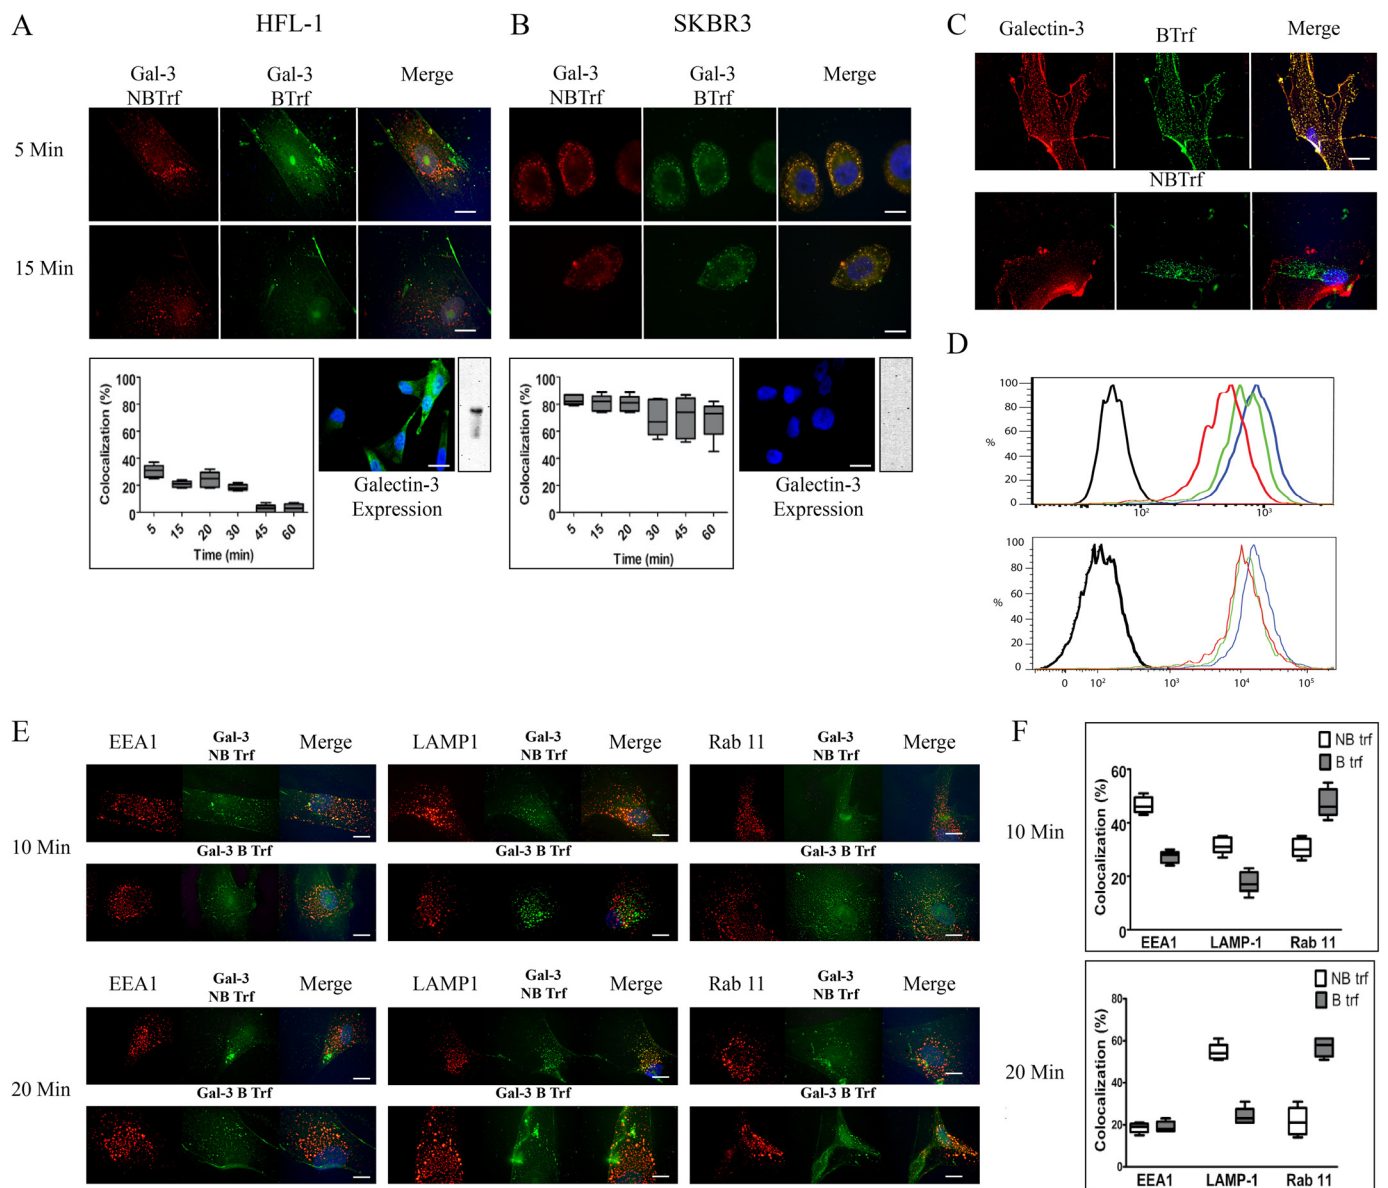 A
HFL-1
Gal-3
NBTrf
Gal-3
BTrf
Merge
5 Min
15 Min
Colocalization (%)
100
80
60
40
20
0
5
15
20
30
45
60
Time (min)
Galectin-3
Expression
B
SKBR3
Gal-3
NBTrf
Gal-3
BTrf
Merge
Colocalization (%)
100
80
60
40
20
0
5
15
20
30
45
60
Time (min)
Galectin-3
Expression
C
Galectin-3
BTrf
Merge
NBTrf
D
100
80
60
%
40
20
0
10²
10³
100
80
60
%
40
20
0
0
10²
10³
10⁴
10⁵
E
EEA1
Gal-3
NB Trf
Merge
LAMP1
Gal-3
NB Trf
Merge
Rab 11
Gal-3
NB Trf
Merge
10 Min
Gal-3 B Trf
Gal-3 B Trf
Gal-3 B Trf
EEA1
Gal-3
NB Trf
Merge
LAMP1
Gal-3
NB Trf
Merge
Rab 11
Gal-3
NB Trf
Merge
20 Min
Gal-3 B Trf
Gal-3 B Trf
Gal-3 B Trf
F
NB trf
B trf
10 Min
Colocalization (%)
60
40
20
0
EEA1
LAMP-1
Rab 11
NB trf
B trf
20 Min
Colocalization (%)
80
60
40
20
0
EEA1
LAMP-1
Rab 11